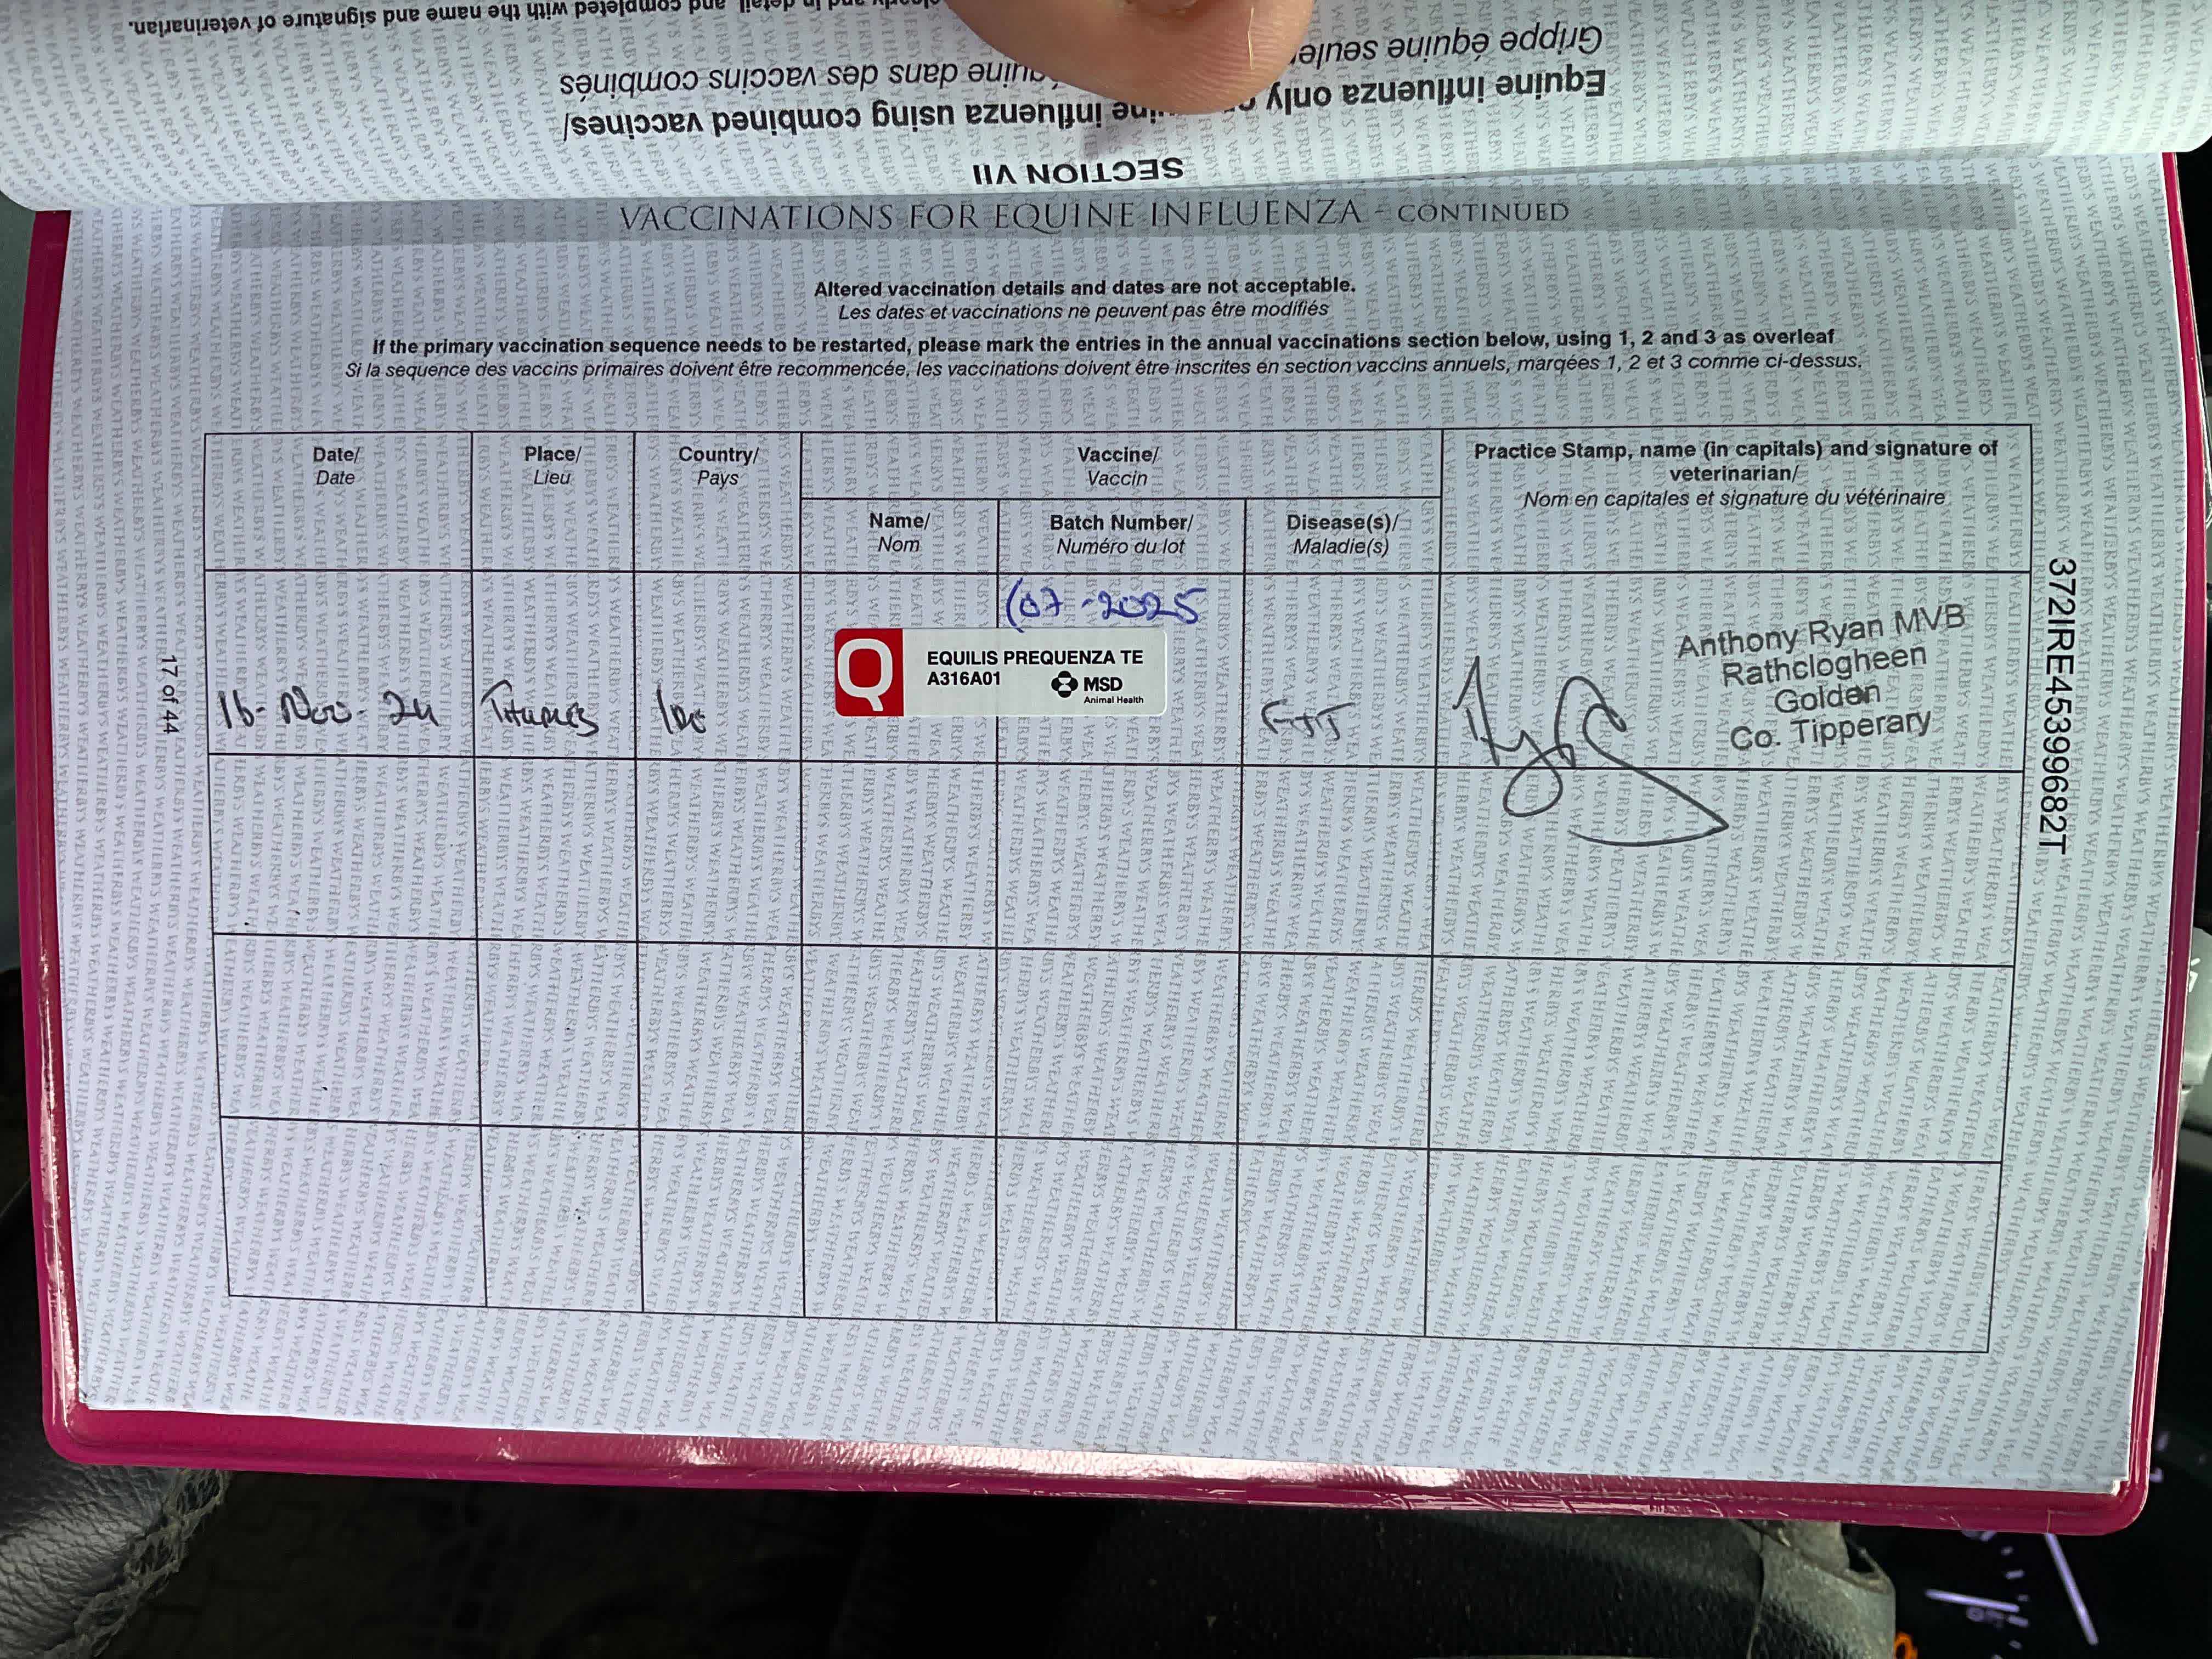 clearly and in detail, and completed with the name and signature of veterinarian.
Grippe équine seule
équine dans des vaccins combinés
Equine influenza only
equine influenza using combined vaccines/
SECTION VII
VACCINATIONS FOR EQUINE INFLUENZA - CONTINUED
Altered vaccination details and dates are not acceptable.
Les dates et vaccinations ne peuvent pas être modifiés
If the primary vaccination sequence needs to be restarted, please mark the entries in the annual vaccinations section below, using 1, 2 and 3 as overleaf
Si la sequence des vaccins primaires doivent être recommencée, les vaccinations doivent être inscrites en section vaccins annuels, marqées 1, 2 et 3 comme ci-dessus.
Date/
Date
Place/
Lieu
Country/
Pays
Vaccine/
Vaccin
Practice Stamp, name (in capitals) and signature of
veterinarian/
Nom en capitales et signature du vétérinaire
Name/
Nom
Batch Number/
Numéro du lot
Disease(s)/
Maladie(s)
(07-2025
Q
EQUILIS PREQUENZA TE
A316A01
MSD
Animal Health
16-Nov-24
Thurles
Ire
F+T
Anthony Ryan MVB
Rathclogheen
Golden
Co. Tipperary
17 of 44
372IRE45399682T
WEATHERBYS